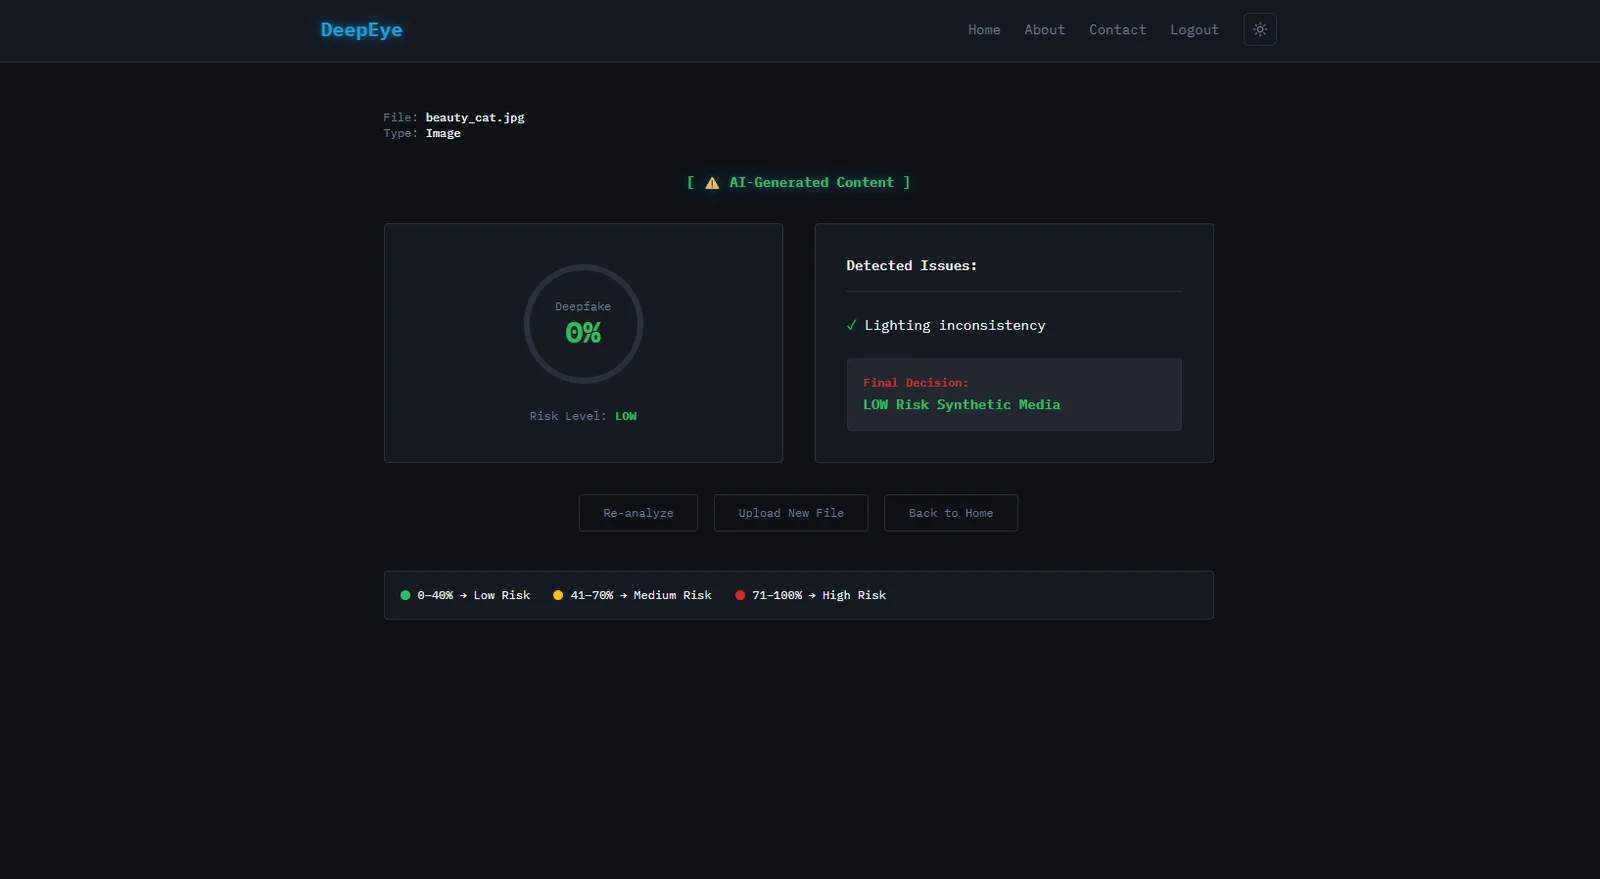 DeepEye
Home About Contact Logout
File: beauty_cat.jpg
Type: Image
[ ⚠ AI-Generated Content ]
Deepfake
0%
Risk Level: LOW
Detected Issues:
✓ Lighting inconsistency
Final Decision:
LOW Risk Synthetic Media
Re-analyze Upload New File Back to Home
0–40% → Low Risk 41–70% → Medium Risk 71–100% → High Risk